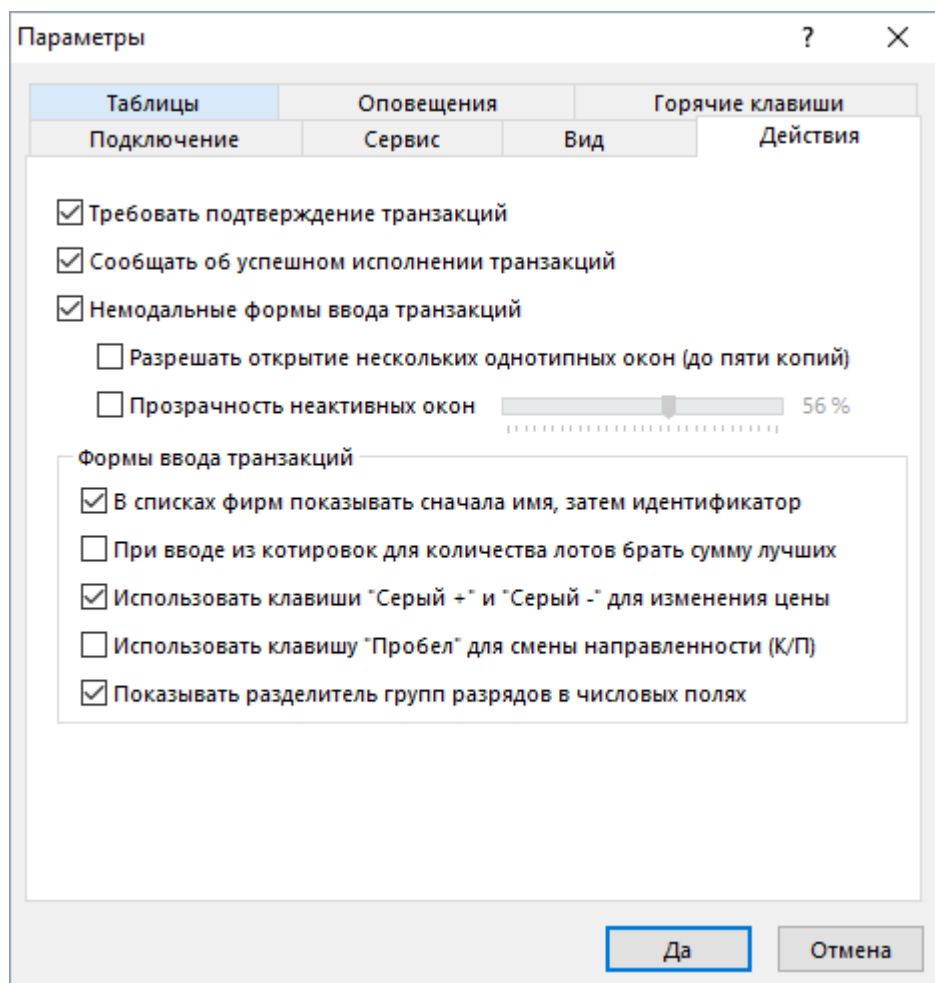 Параметры
?
Таблицы
Оповещения
Горячие клавиши
Подключение
Сервис
Вид
Действия
Требовать подтверждение транзакций
Сообщать об успешном исполнении транзакций
Немодальные формы ввода транзакций
Разрешать открытие нескольких однотипных окон (до пяти копий)
Прозрачность неактивных окон
56 %
Формы ввода транзакций
В списках фирм показывать сначала имя, затем идентификатор
При вводе из котировок для количества лотов брать сумму лучших
Использовать клавиши "Серый +" и "Серый -" для изменения цены
Использовать клавишу "Пробел" для смены направленности (К/П)
Показывать разделитель групп разрядов в числовых полях
Да
Отмена